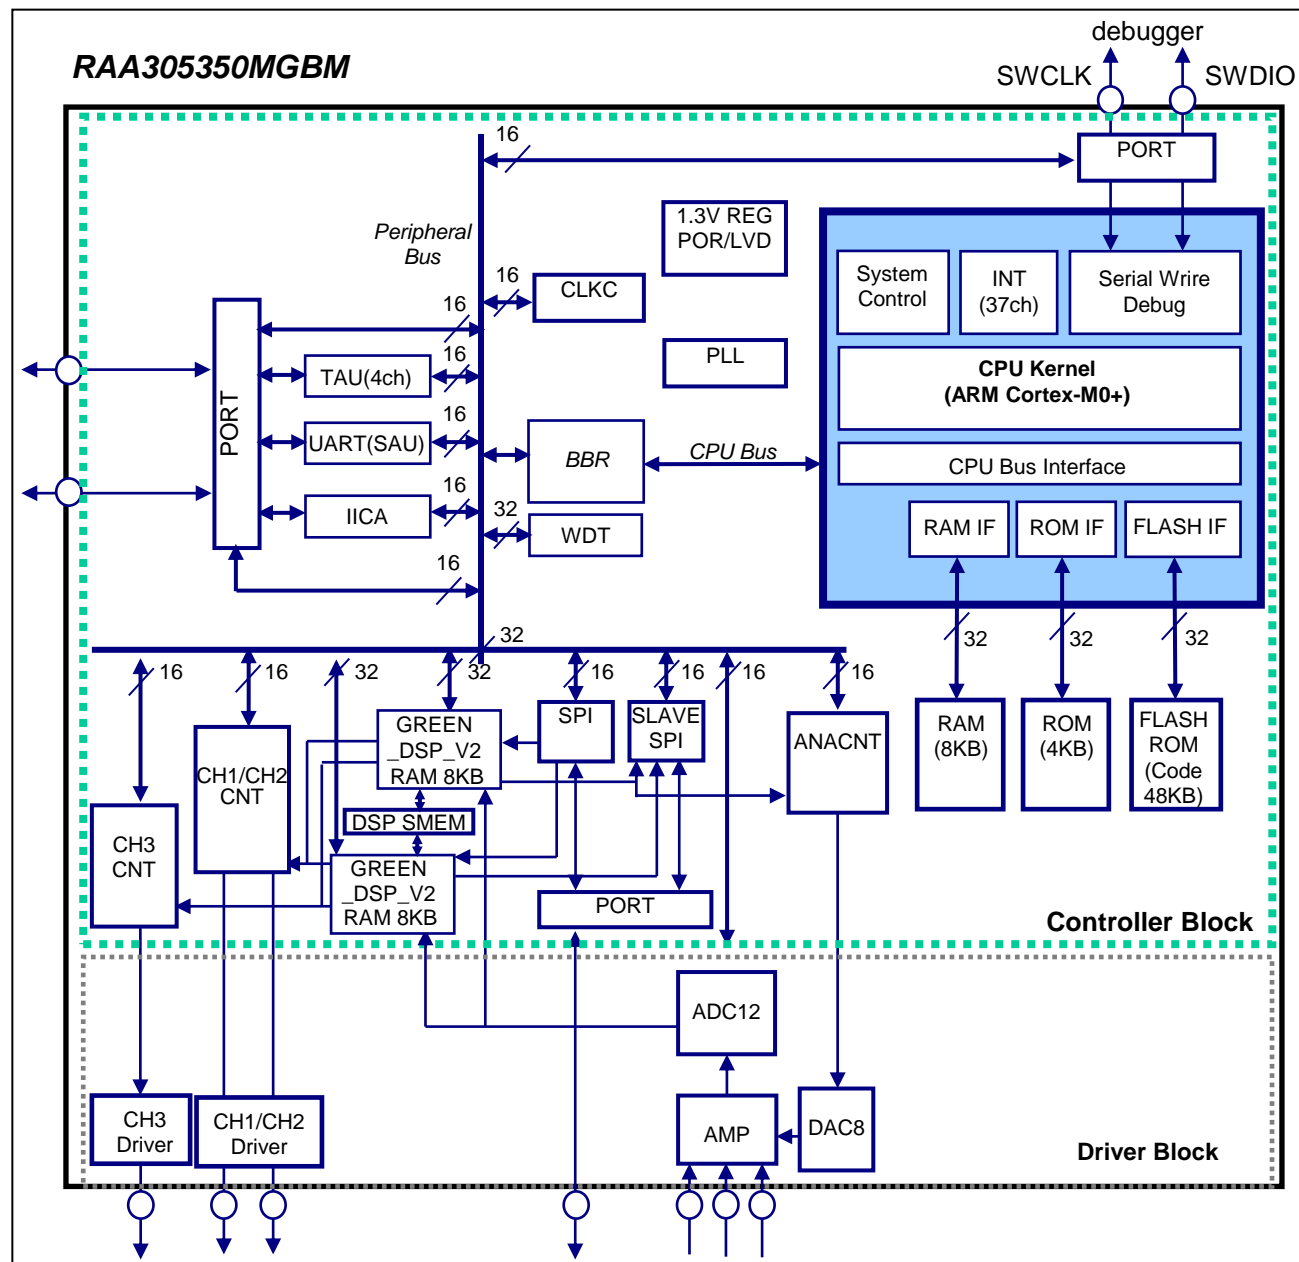 debugger
RAA305350MGBM
SWCLK
SWDIO
16
PORT
Peripheral
Bus
1.3V REG
POR/LVD
System
Control
INT
(37ch)
Serial Wrire
Debug
16
CLKC
16
PLL
CPU Kernel
(ARM Cortex-M0+)
TAU(4ch)
16
PORT
UART(SAU)
16
BBR
CPU Bus
CPU Bus Interface
16
IICA
32
WDT
RAM IF
ROM IF
FLASH IF
16
32
32
32
32
16
16
32
32
16
16
16
16
GREEN
_DSP_V2
RAM 8KB
SPI
SLAVE
SPI
ANACNT
RAM
(8KB)
ROM
(4KB)
FLASH
ROM
(Code
48KB)
CH1/CH2
CNT
DSP SMEM
CH3
CNT
GREEN
_DSP_V2
RAM 8KB
PORT
Controller Block
ADC12
CH3
Driver
CH1/CH2
Driver
AMP
DAC8
Driver Block